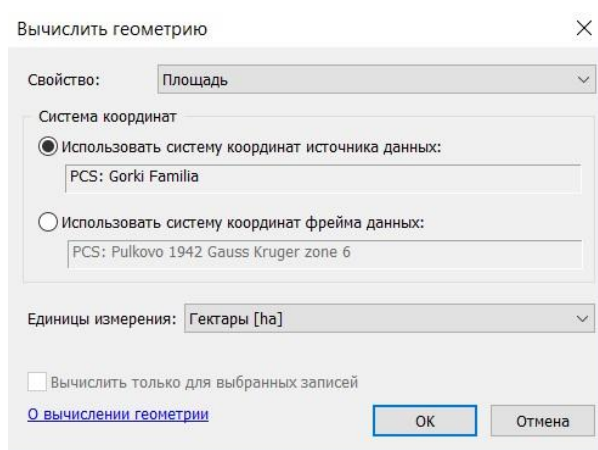 Вычислить геометрию
Свойство: Площадь
Система координат
Использовать систему координат источника данных:
PCS: Gorki Familia
Использовать систему координат фрейма данных:
PCS: Pulkovo 1942 Gauss Kruger zone 6
Единицы измерения: Гектары [ha]
Вычислить только для выбранных записей
О вычислении геометрии
ОК Отмена